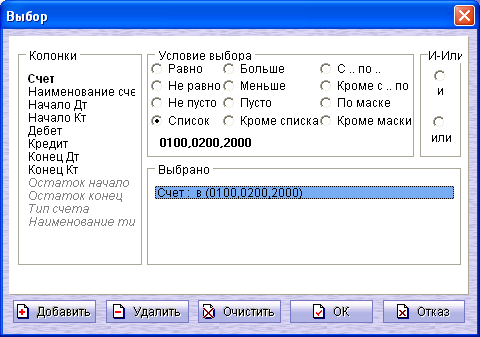 Выбор
Колонки
Счет
Наименование сче
Начало Дт
Начало Кт
Дебет
Кредит
Конец Дт
Конец Кт
Остаток начало
Остаток конец
Тип счета
Наименование ти
Условие выбора
Равно Больше С .. по ..
Не равно Меньше Кроме с .. по
Не пусто Пусто По маске
Список Кроме списка Кроме маски
0100,0200,2000
И-Или
и
или
Выбрано
Счет : в (0100,0200,2000)
Добавить Удалить Очистить OK Отказ